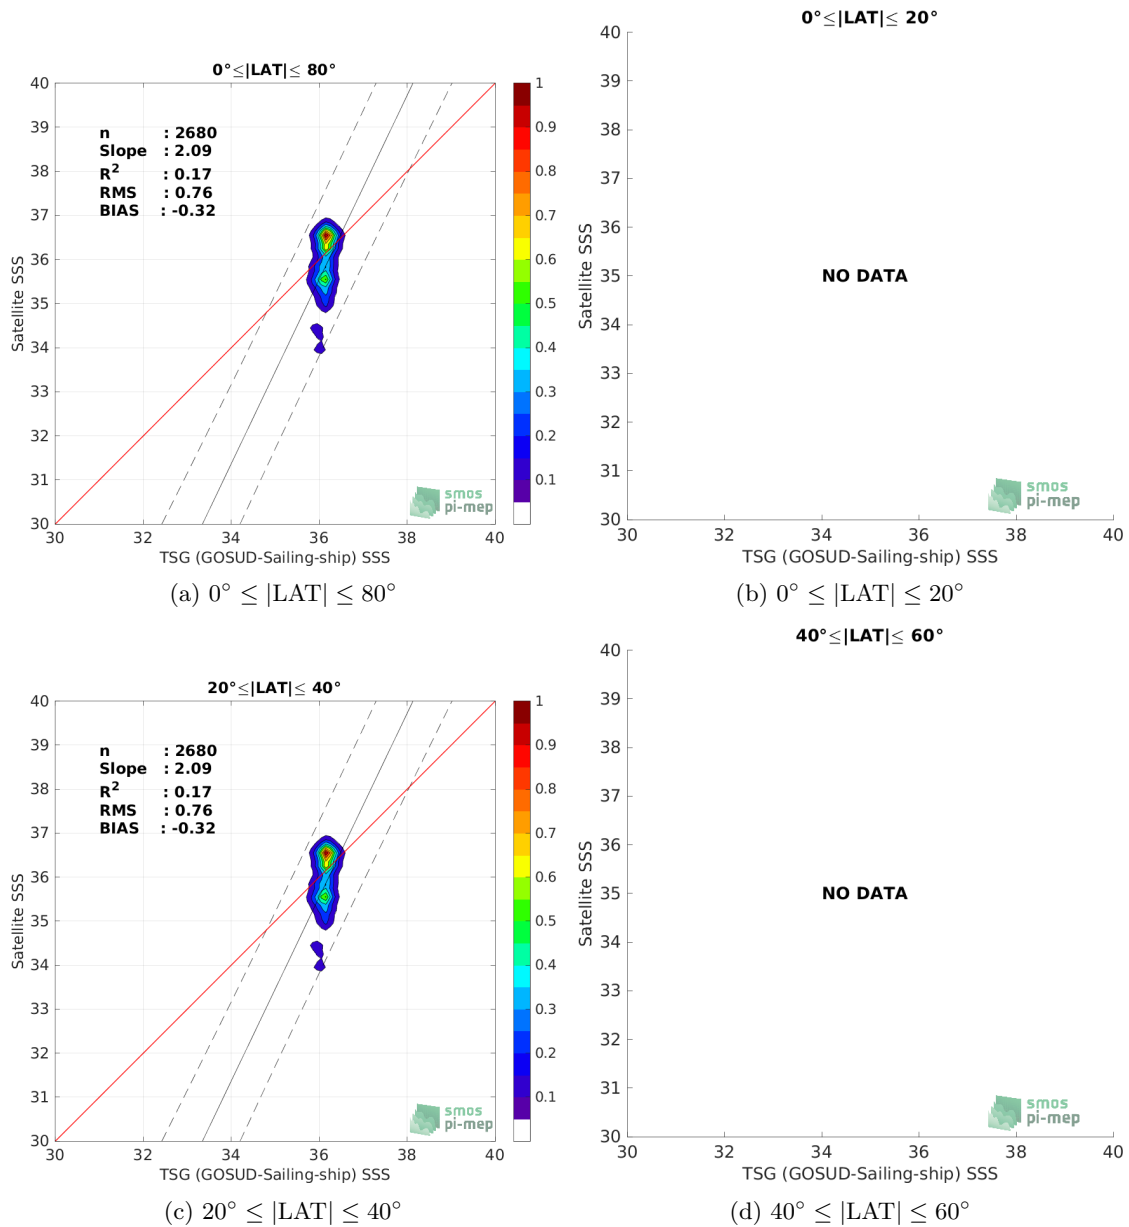 0°≤|LAT|≤ 80°
40
39
38
37
36
35
34
33
32
31
30
Satellite SSS
n : 2680
Slope : 2.09
R² : 0.17
RMS : 0.76
BIAS : -0.32
smos
pi-mep
1
0.9
0.8
0.7
0.6
0.5
0.4
0.3
0.2
0.1
30 32 34 36 38 40
TSG (GOSUD-Sailing-ship) SSS
(a) 0° ≤ |LAT| ≤ 80°
0°≤|LAT|≤ 20°
40
39
38
37
36
35
34
33
32
31
30
Satellite SSS
NO DATA
smos
pi-mep
30 32 34 36 38 40
TSG (GOSUD-Sailing-ship) SSS
(b) 0° ≤ |LAT| ≤ 20°
20°≤|LAT|≤ 40°
40
39
38
37
36
35
34
33
32
31
30
Satellite SSS
n : 2680
Slope : 2.09
R² : 0.17
RMS : 0.76
BIAS : -0.32
smos
pi-mep
1
0.9
0.8
0.7
0.6
0.5
0.4
0.3
0.2
0.1
30 32 34 36 38 40
TSG (GOSUD-Sailing-ship) SSS
(c) 20° ≤ |LAT| ≤ 40°
40°≤|LAT|≤ 60°
40
39
38
37
36
35
34
33
32
31
30
Satellite SSS
NO DATA
smos
pi-mep
30 32 34 36 38 40
TSG (GOSUD-Sailing-ship) SSS
(d) 40° ≤ |LAT| ≤ 60°